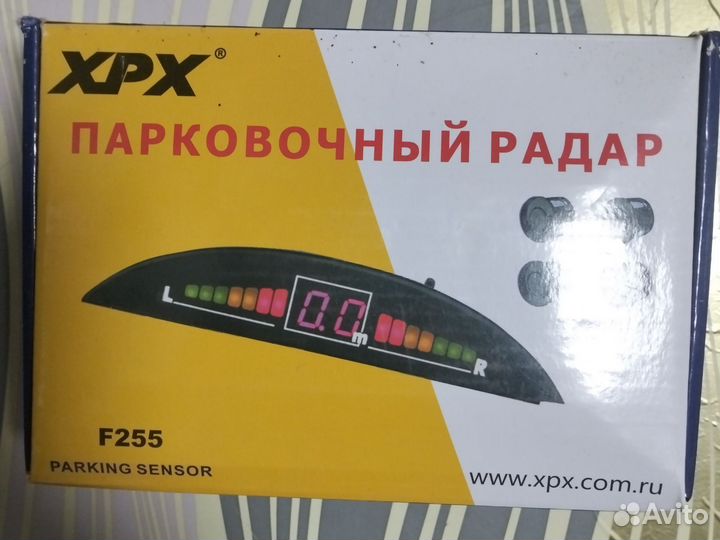 XPX®
ПАРКОВОЧНЫЙ РАДАР
L 0.0 m R
F255
PARKING SENSOR
www.xpx.com.ru
Avito